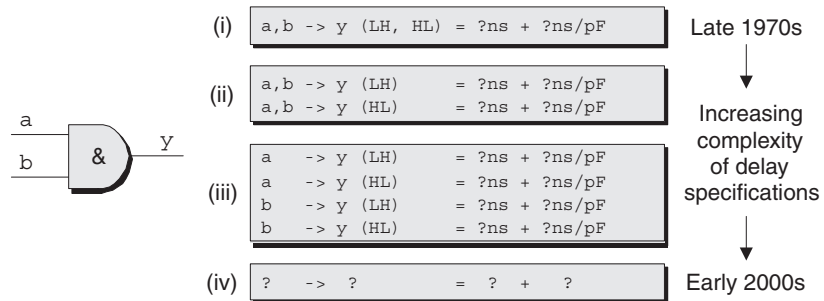 (i) a,b -> y (LH, HL) = ?ns + ?ns/pF
Late 1970s
(ii) a,b -> y (LH) = ?ns + ?ns/pF
a,b -> y (HL) = ?ns + ?ns/pF
a
b
&
y
Increasing
complexity
of delay
specifications
(iii) a -> y (LH) = ?ns + ?ns/pF
a -> y (HL) = ?ns + ?ns/pF
b -> y (LH) = ?ns + ?ns/pF
b -> y (HL) = ?ns + ?ns/pF
(iv) ? -> ? = ? + ?
Early 2000s